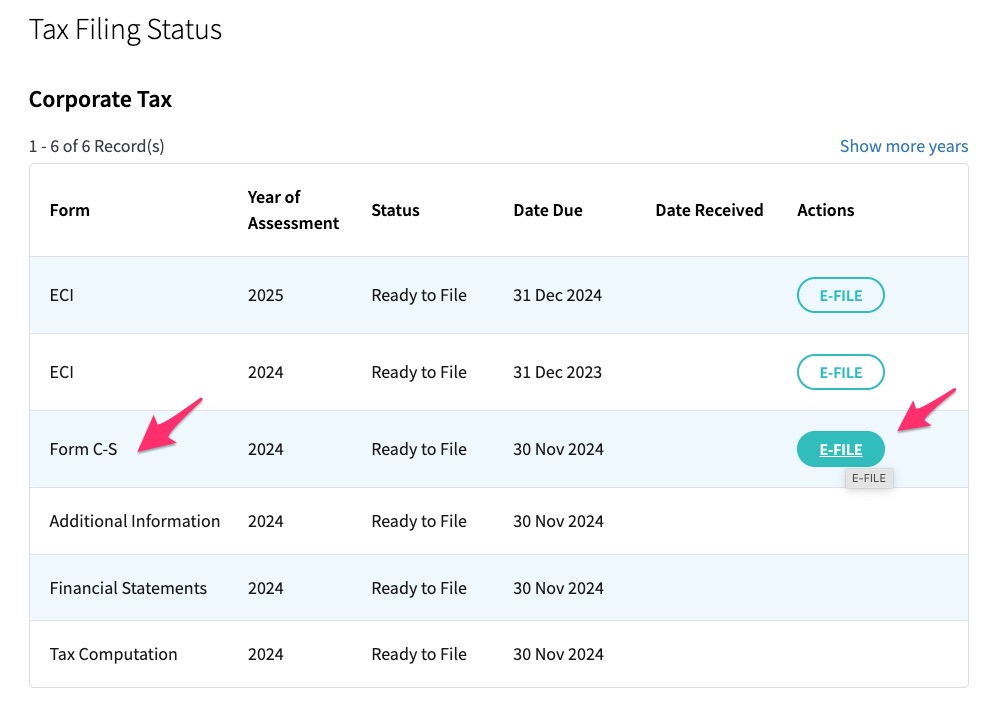 Tax Filing Status
Corporate Tax
1 - 6 of 6 Record(s) Show more years
Form Year of Assessment Status Date Due Date Received Actions
ECI 2025 Ready to File 31 Dec 2024 E-FILE
ECI 2024 Ready to File 31 Dec 2023 E-FILE
Form C-S 2024 Ready to File 30 Nov 2024 E-FILE
E-FILE
Additional Information 2024 Ready to File 30 Nov 2024
Financial Statements 2024 Ready to File 30 Nov 2024
Tax Computation 2024 Ready to File 30 Nov 2024